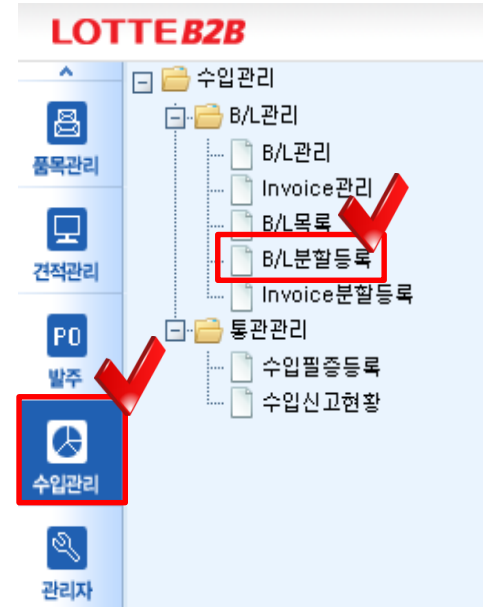 LOTTE B2B
품목관리
견적관리
PO
발주
수입관리
관리자
수입관리
B/L관리
B/L관리
Invoice관리
B/L목록
B/L분할등록
Invoice분할등록
통관관리
수입필증등록
수입신고현황